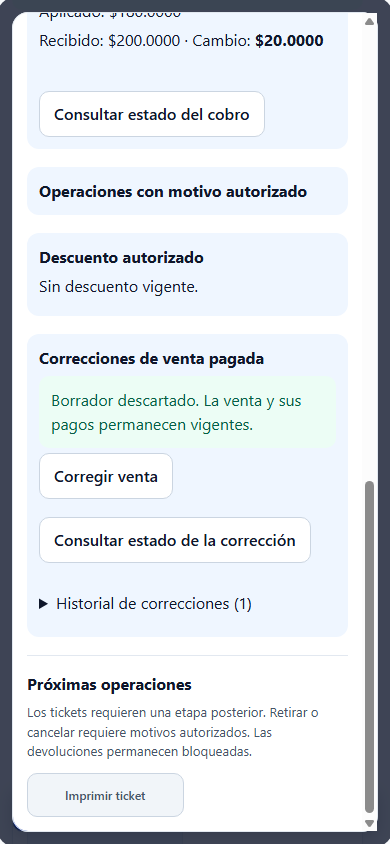 Aplicado: $180.0000
Recibido: $200.0000 · Cambio: $20.0000
Consultar estado del cobro
Operaciones con motivo autorizado
Descuento autorizado
Sin descuento vigente.
Correcciones de venta pagada
Borrador descartado. La venta y sus
pagos permanecen vigentes.
Corregir venta
Consultar estado de la corrección
Historial de correcciones (1)
Próximas operaciones
Los tickets requieren una etapa posterior. Retirar o
cancelar requiere motivos autorizados. Las
devoluciones permanecen bloqueadas.
Imprimir ticket